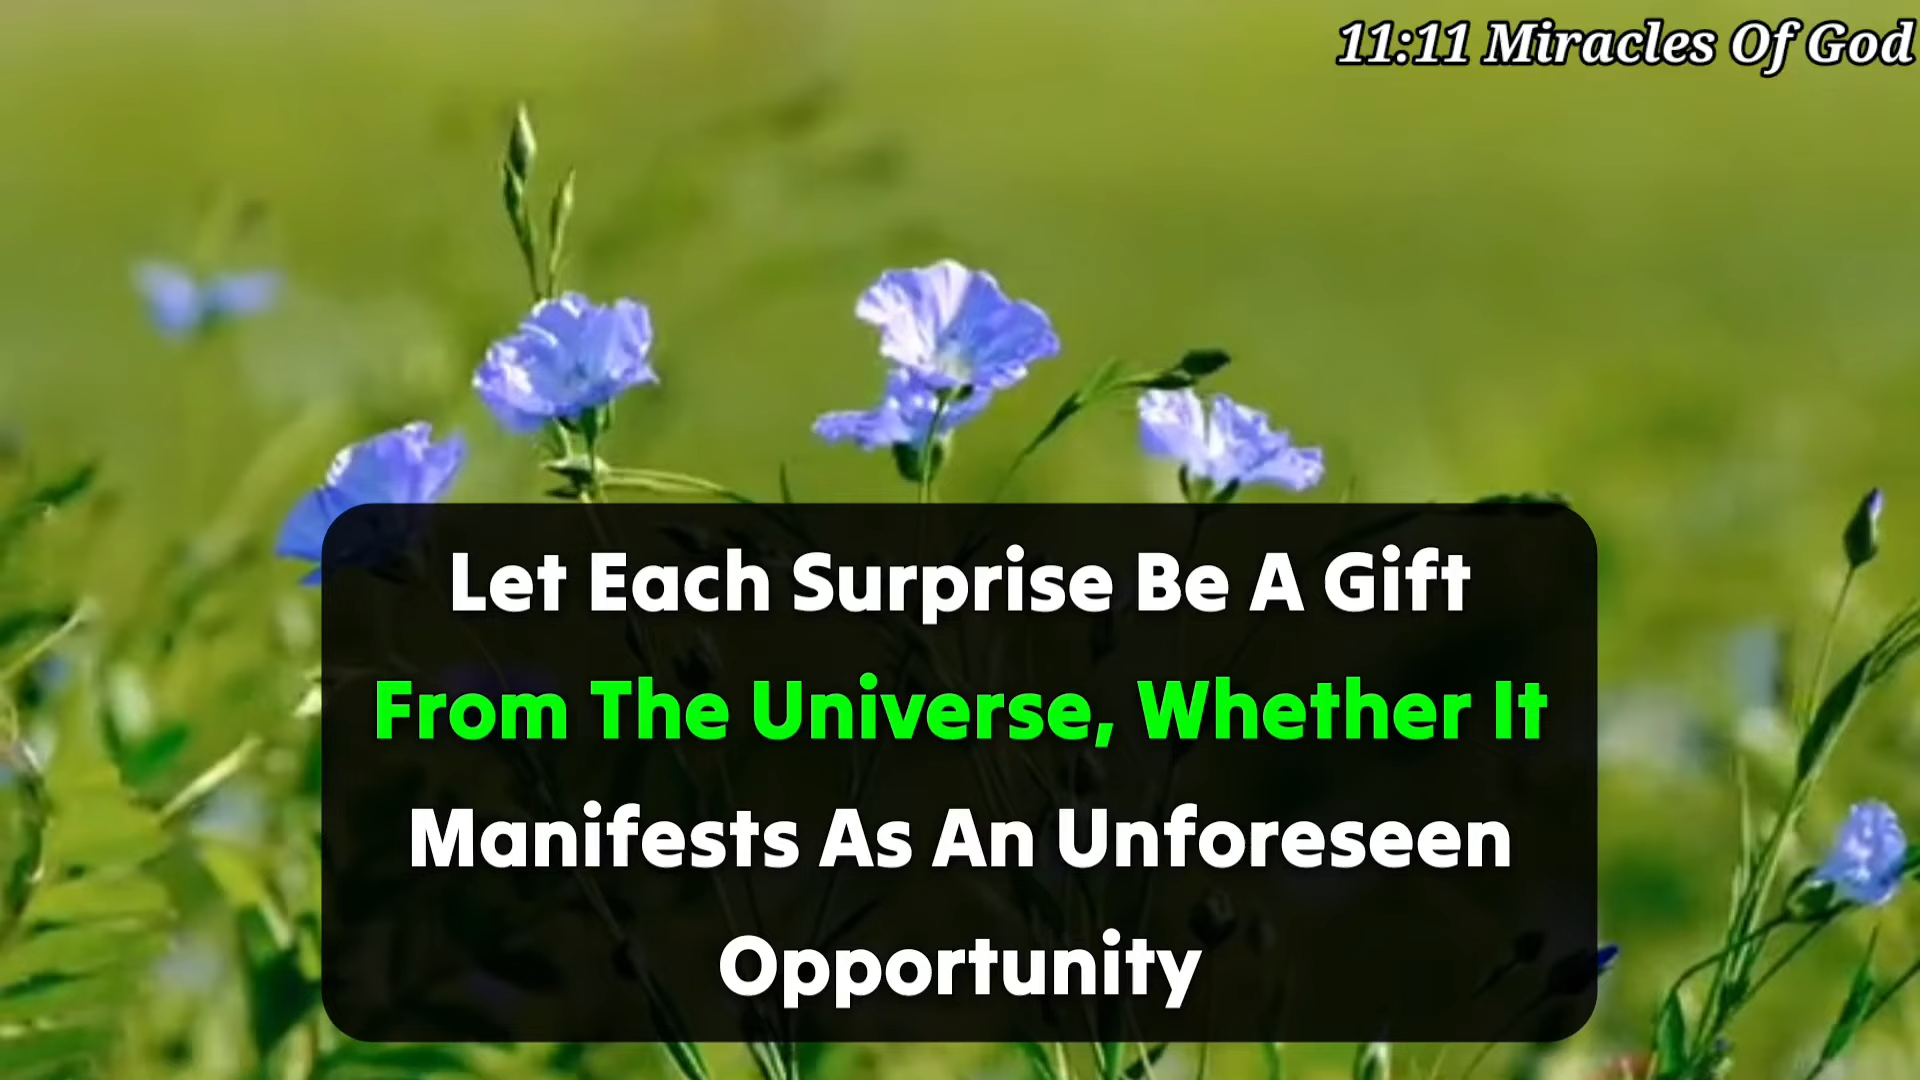 11:11 Miracles Of God
Let Each Surprise Be A Gift
From The Universe, Whether It
Manifests As An Unforeseen
Opportunity